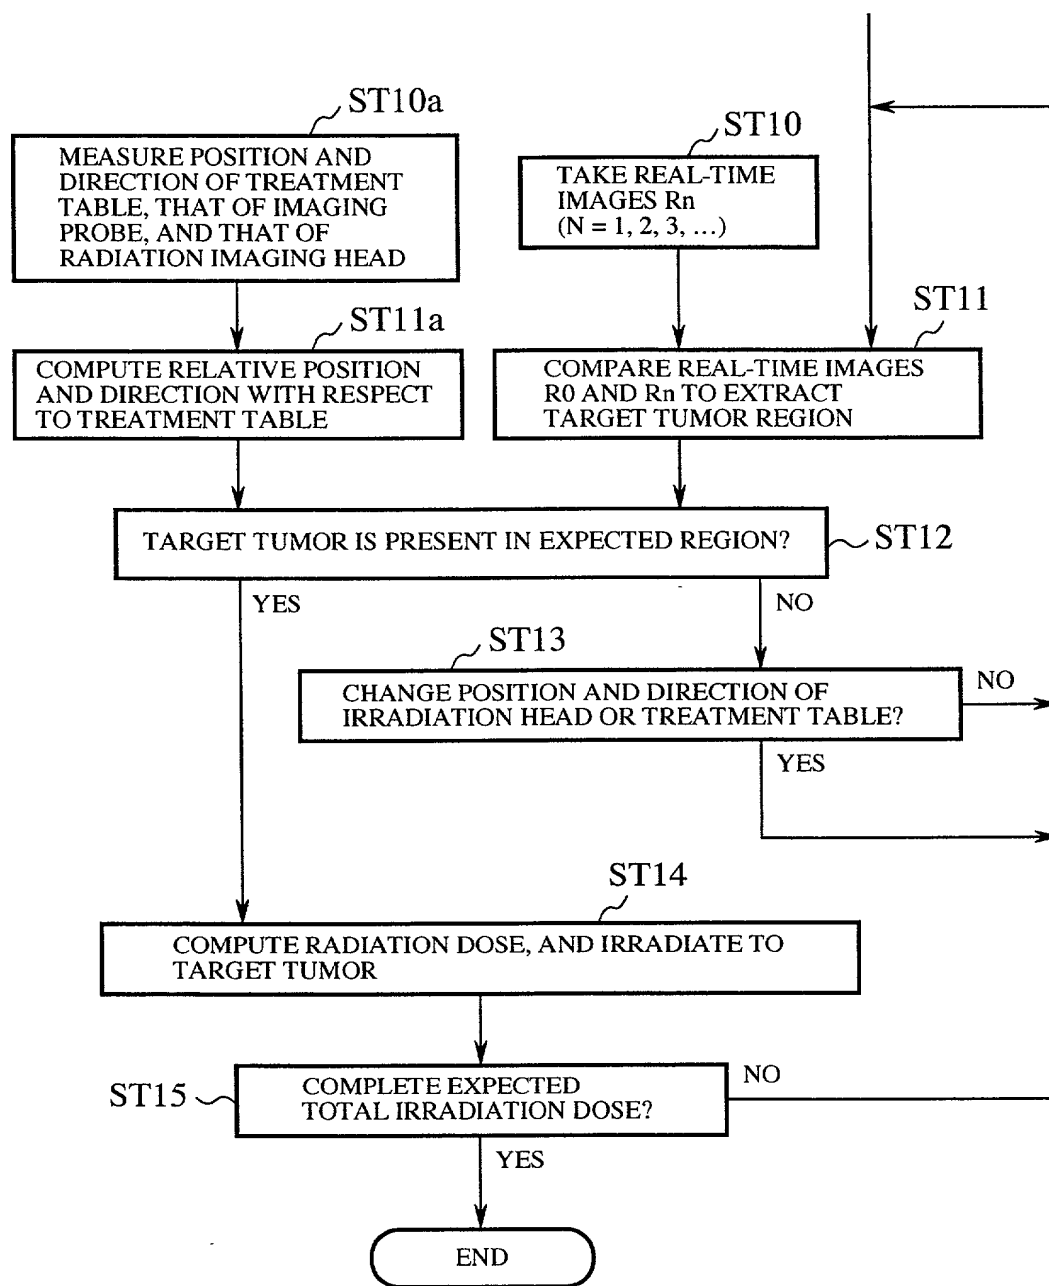 ST10a
MEASURE POSITION AND
DIRECTION OF TREATMENT
TABLE, THAT OF IMAGING
PROBE, AND THAT OF
RADIATION IMAGING HEAD
ST10
TAKE REAL-TIME
IMAGES Rn
(N = 1, 2, 3, ...)
ST11a
COMPUTE RELATIVE POSITION
AND DIRECTION WITH RESPECT
TO TREATMENT TABLE
ST11
COMPARE REAL-TIME IMAGES
R0 AND Rn TO EXTRACT
TARGET TUMOR REGION
TARGET TUMOR IS PRESENT IN EXPECTED REGION?
ST12
YES
NO
ST13
CHANGE POSITION AND DIRECTION OF
IRRADIATION HEAD OR TREATMENT TABLE?
NO
YES
ST14
COMPUTE RADIATION DOSE, AND IRRADIATE TO
TARGET TUMOR
ST15
COMPLETE EXPECTED
TOTAL IRRADIATION DOSE?
NO
YES
END